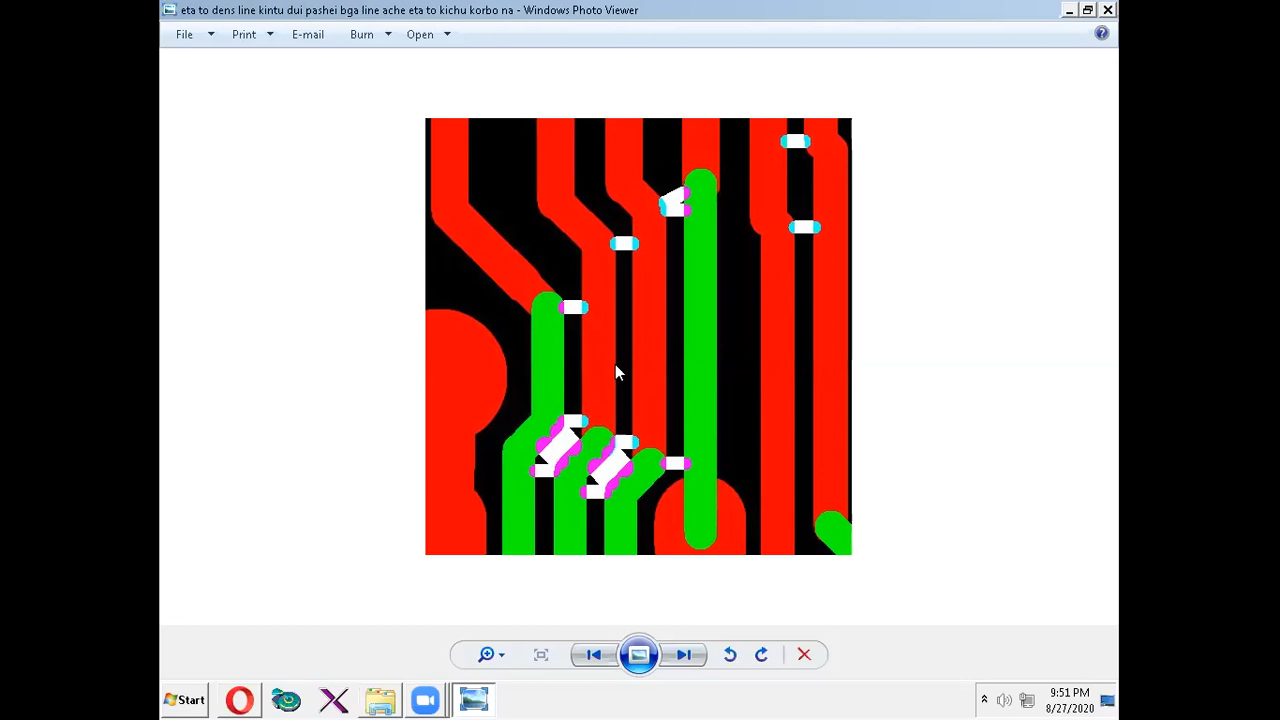 eta to dens line kintu dui pashei bga line ache eta to kichu korbo na - Windows Photo Viewer
File Print E-mail Burn Open
Start
9:51 PM
8/27/2020